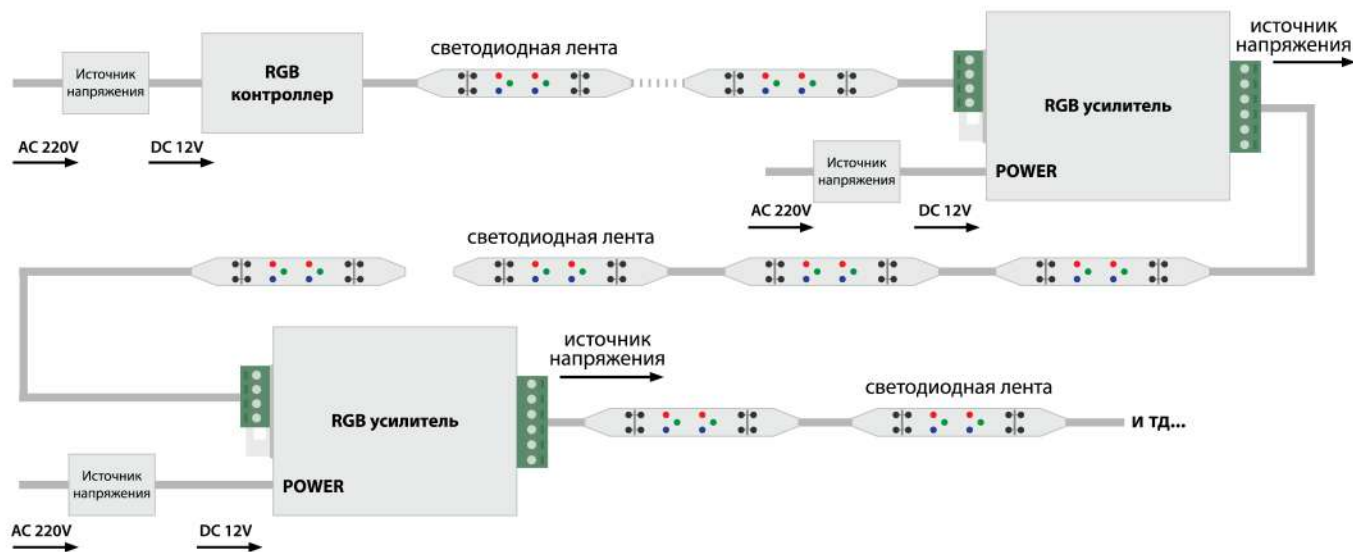 источник
напряжения
светодиодная лента
Источник
напряжения
RGB
контроллер
RGB усилитель
AC 220V
DC 12V
Источник
напряжения
POWER
AC 220V
DC 12V
светодиодная лента
источник
напряжения
светодиодная лента
RGB усилитель
и тд...
Источник
напряжения
POWER
AC 220V
DC 12V